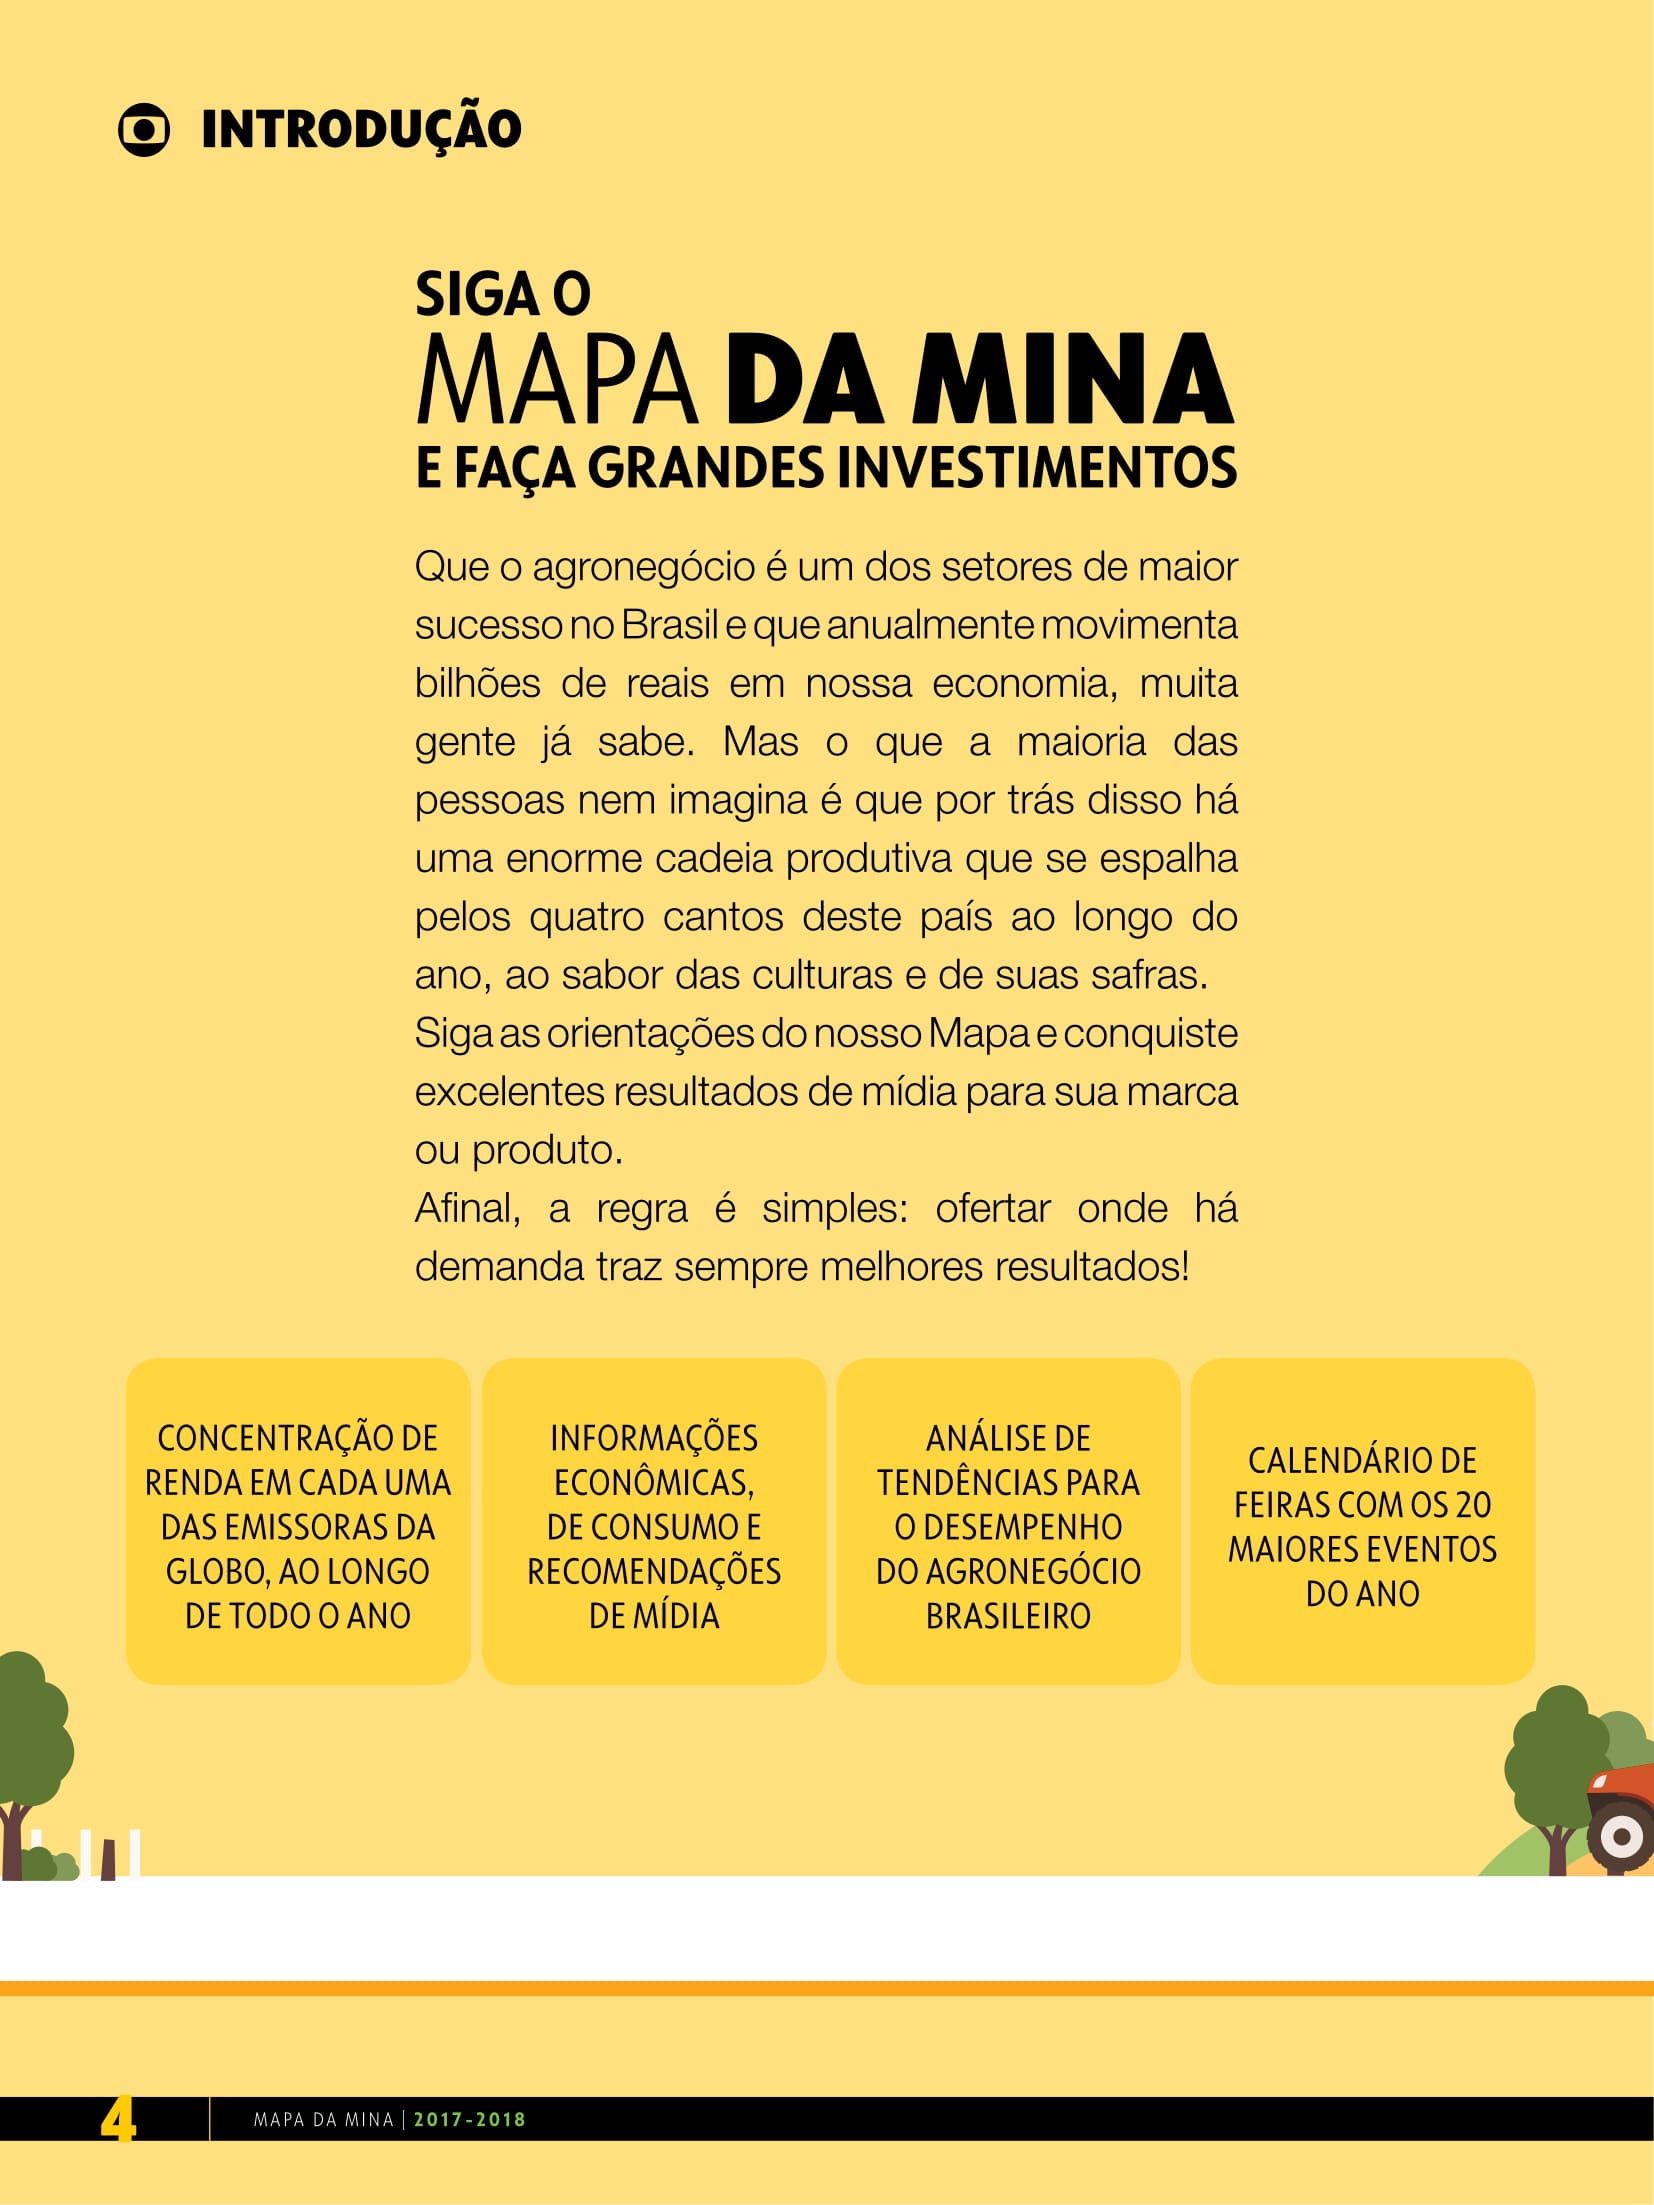 INTRODUÇÃO
SIGA O
MAPA DA MINA
E FAÇA GRANDES INVESTIMENTOS
Que o agronegócio é um dos setores de maior
sucesso no Brasil e que anualmente movimenta
bilhões de reais em nossa economia, muita
gente já sabe. Mas o que a maioria das
pessoas nem imagina é que por trás disso há
uma enorme cadeia produtiva que se espalha
pelos quatro cantos deste país ao longo do
ano, ao sabor das culturas e de suas safras.
Siga as orientações do nosso Mapa e conquiste
excelentes resultados de mídia para sua marca
ou produto.
Afinal, a regra é simples: ofertar onde há
demanda traz sempre melhores resultados!
CONCENTRAÇÃO DE
RENDA EM CADA UMA
DAS EMISSORAS DA
GLOBO, AO LONGO
DE TODO O ANO
INFORMAÇÕES
ECONÔMICAS,
DE CONSUMO E
RECOMENDAÇÕES
DE MÍDIA
ANÁLISE DE
TENDÊNCIAS PARA
O DESEMPENHO
DO AGRONEGÓCIO
BRASILEIRO
CALENDÁRIO DE
FEIRAS COM OS 20
MAIORES EVENTOS
DO ANO
4 MAPA DA MINA | 2017-2018